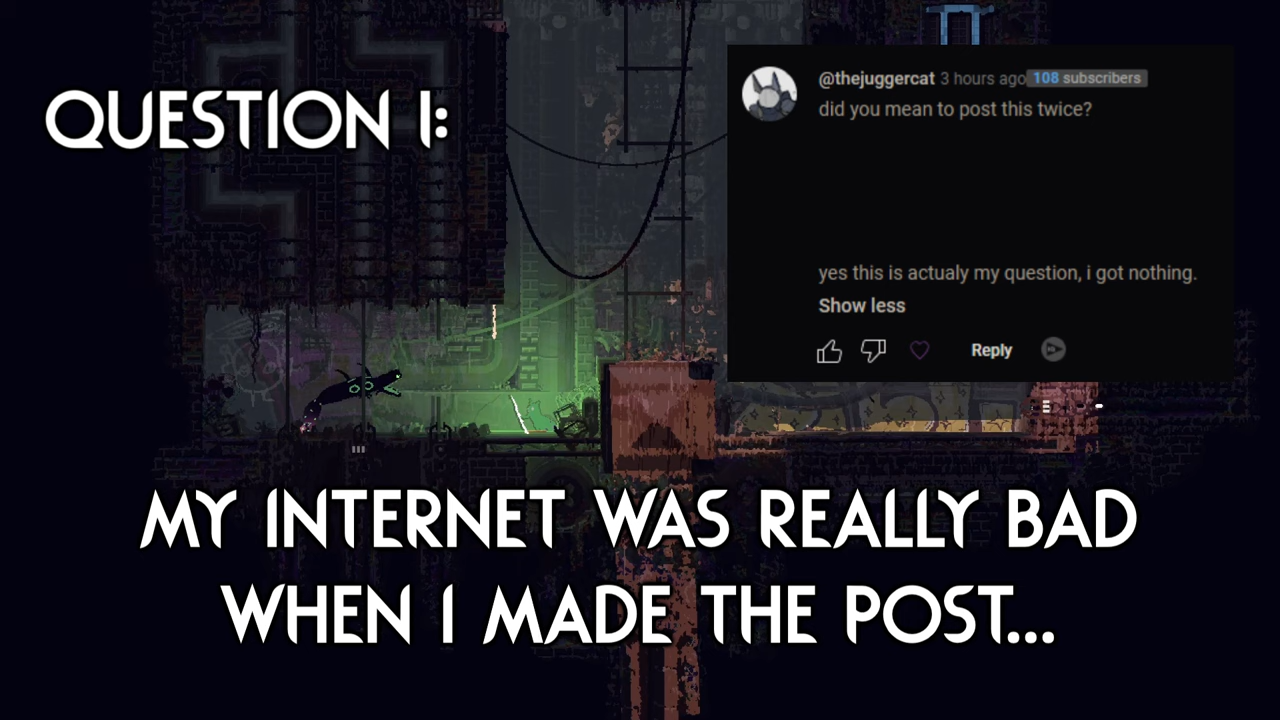 QUESTION 1:
@thejuggercat 3 hours ago 108 subscribers
did you mean to post this twice?
yes this is actualy my question, i got nothing.
Show less
Reply
MY INTERNET WAS REALLY BAD
WHEN I MADE THE POST...